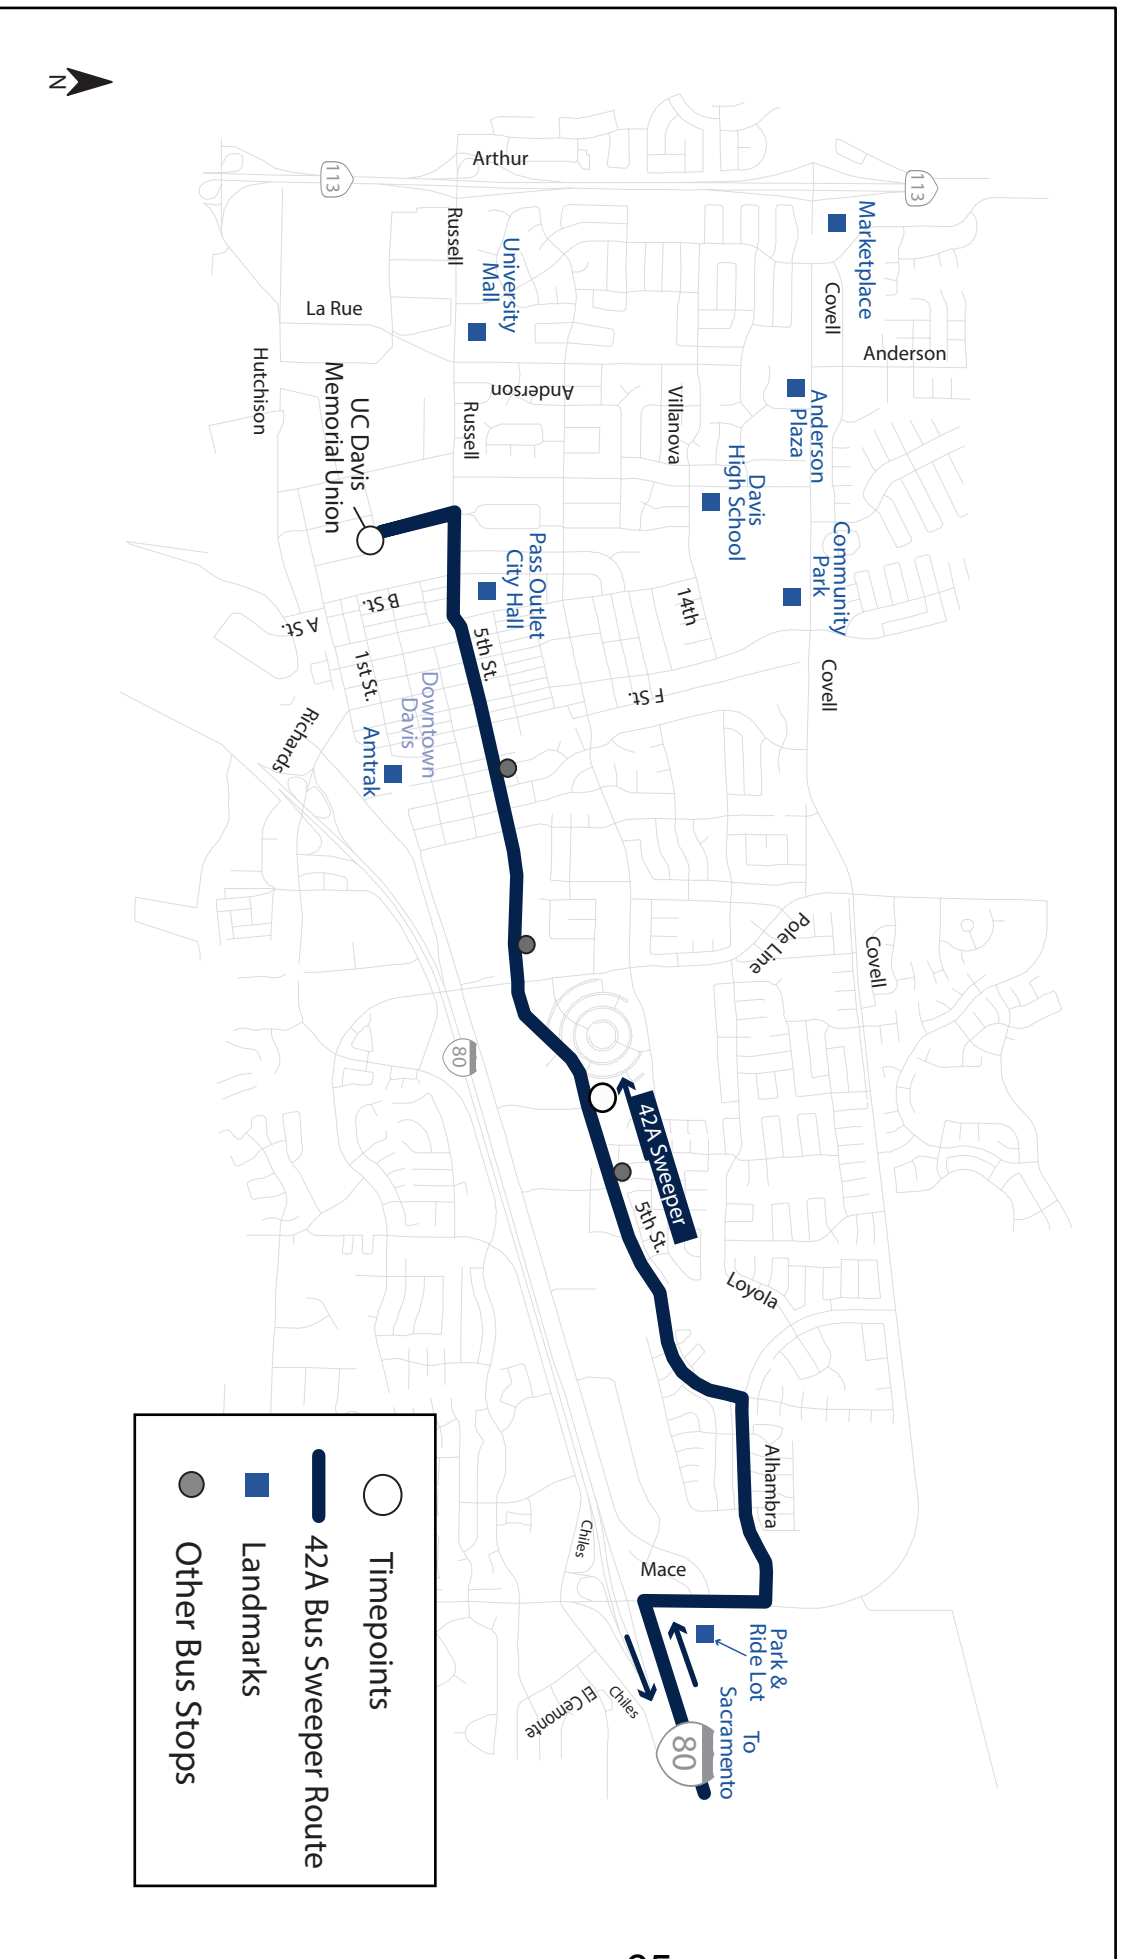 N
Arthur
113
113
Marketplace
Russell
University
Mall
Covell
La Rue
Anderson
Hutchison
UC Davis
Memorial Union
Anderson
Russell
Villanova
Anderson
Plaza
Davis
High School
Community
Park
Pass Outlet
City Hall
B St.
A St.
14th
5th St.
1st St.
F St.
Covell
Downtown
Davis
Richards
Amtrak
Pole Line
Covell
80
42A Sweeper
5th St.
Loyola
Alhambra
Chiles
Mace
Park &
Ride Lot
To
Sacramento
Chiles
El Cemonte
80
Timepoints
42A Bus Sweeper Route
Landmarks
Other Bus Stops